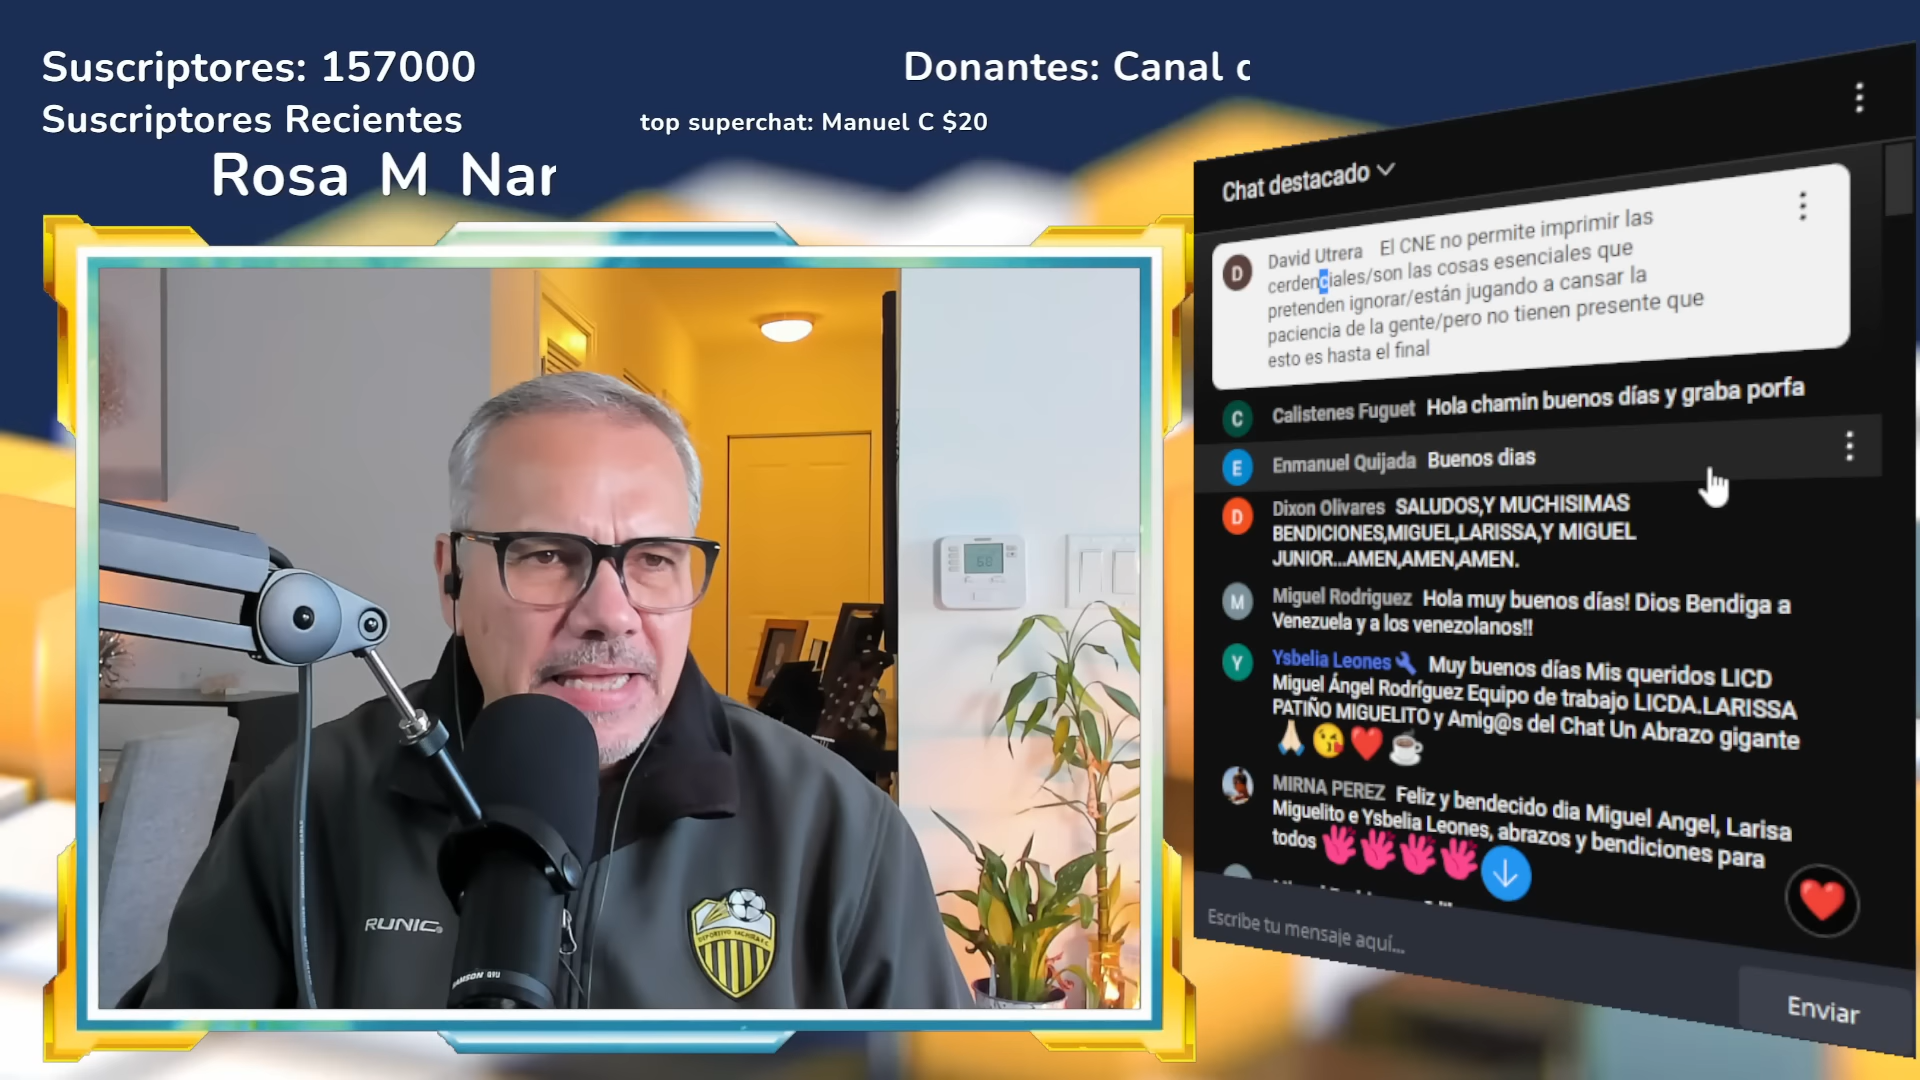 Suscriptores: 157000
Suscriptores Recientes
Rosa M Nar
Donantes: Canal c
top superchat: Manuel C $20
Chat destacado
D David Utrera El CNE no permite imprimir las
cerdenciales/son las cosas esenciales que
pretenden ignorar/están jugando a cansar la
paciencia de la gente/pero no tienen presente que
esto es hasta el final
C Calistenes Fuguet Hola chamin buenos días y graba porfa
E Enmanuel Quijada Buenos dias
D Dixon Olivares SALUDOS,Y MUCHISIMAS
BENDICIONES,MIGUEL,LARISSA,Y MIGUEL
JUNIOR...AMEN,AMEN,AMEN.
M Miguel Rodriguez Hola muy buenos días! Dios Bendiga a
Venezuela y a los venezolanos!!
Y Ysbelia Leones Muy buenos días Mis queridos LICD
Miguel Ángel Rodríguez Equipo de trabajo LICDA.LARISSA
PATIÑO MIGUELITO y Amig@s del Chat Un Abrazo gigante
🙏🏻😘❤️☕
MIRNA PEREZ Feliz y bendecido dia Miguel Angel, Larisa
Miguelito e Ysbelia Leones, abrazos y bendiciones para
todos
Escribe tu mensaje aquí...
Enviar
68
RUNIC
DEPORTIVO TACHIRA F.C.
SAMSON Q9U